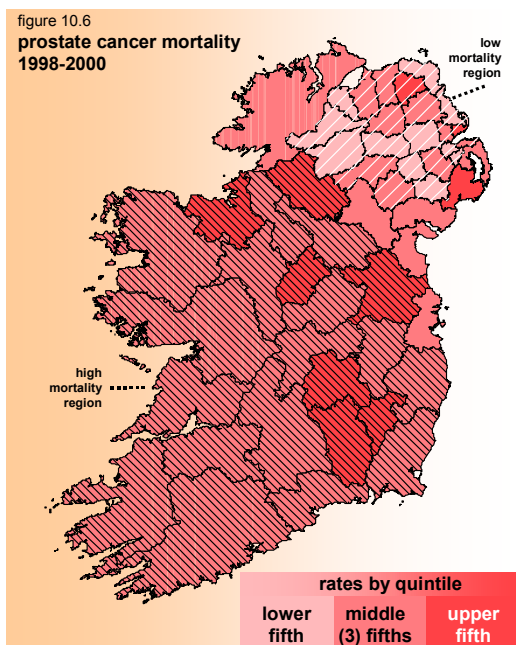 figure 10.6
prostate cancer mortality
1998-2000
low
mortality
region
high
mortality
region
rates by quintile
lower
fifth
middle
(3) fifths
upper
fifth